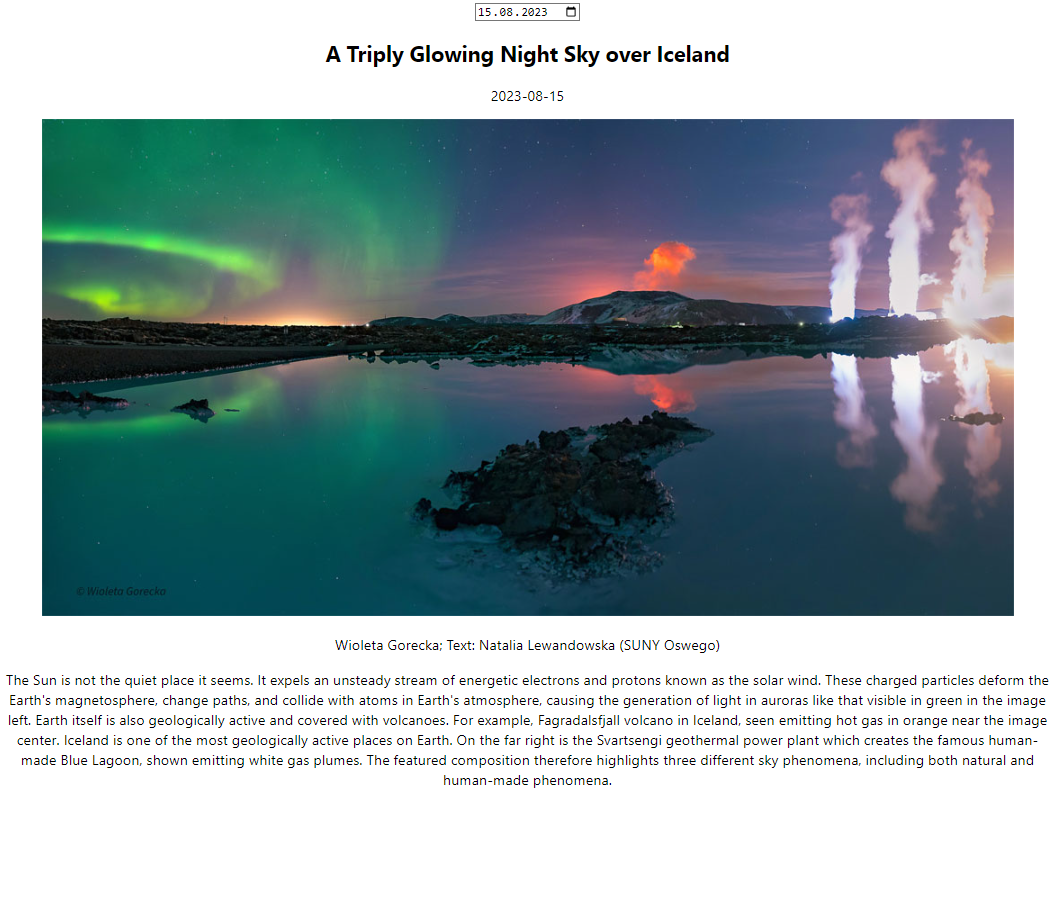 15.08.2023
A Triply Glowing Night Sky over Iceland
2023-08-15
© Wioleta Gorecka
Wioleta Gorecka; Text: Natalia Lewandowska (SUNY Oswego)
The Sun is not the quiet place it seems. It expels an unsteady stream of energetic electrons and protons known as the solar wind. These charged particles deform the
Earth's magnetosphere, change paths, and collide with atoms in Earth's atmosphere, causing the generation of light in auroras like that visible in green in the image
left. Earth itself is also geologically active and covered with volcanoes. For example, Fagradalsfjall volcano in Iceland, seen emitting hot gas in orange near the image
center. Iceland is one of the most geologically active places on Earth. On the far right is the Svartsengi geothermal power plant which creates the famous human-
made Blue Lagoon, shown emitting white gas plumes. The featured composition therefore highlights three different sky phenomena, including both natural and
human-made phenomena.